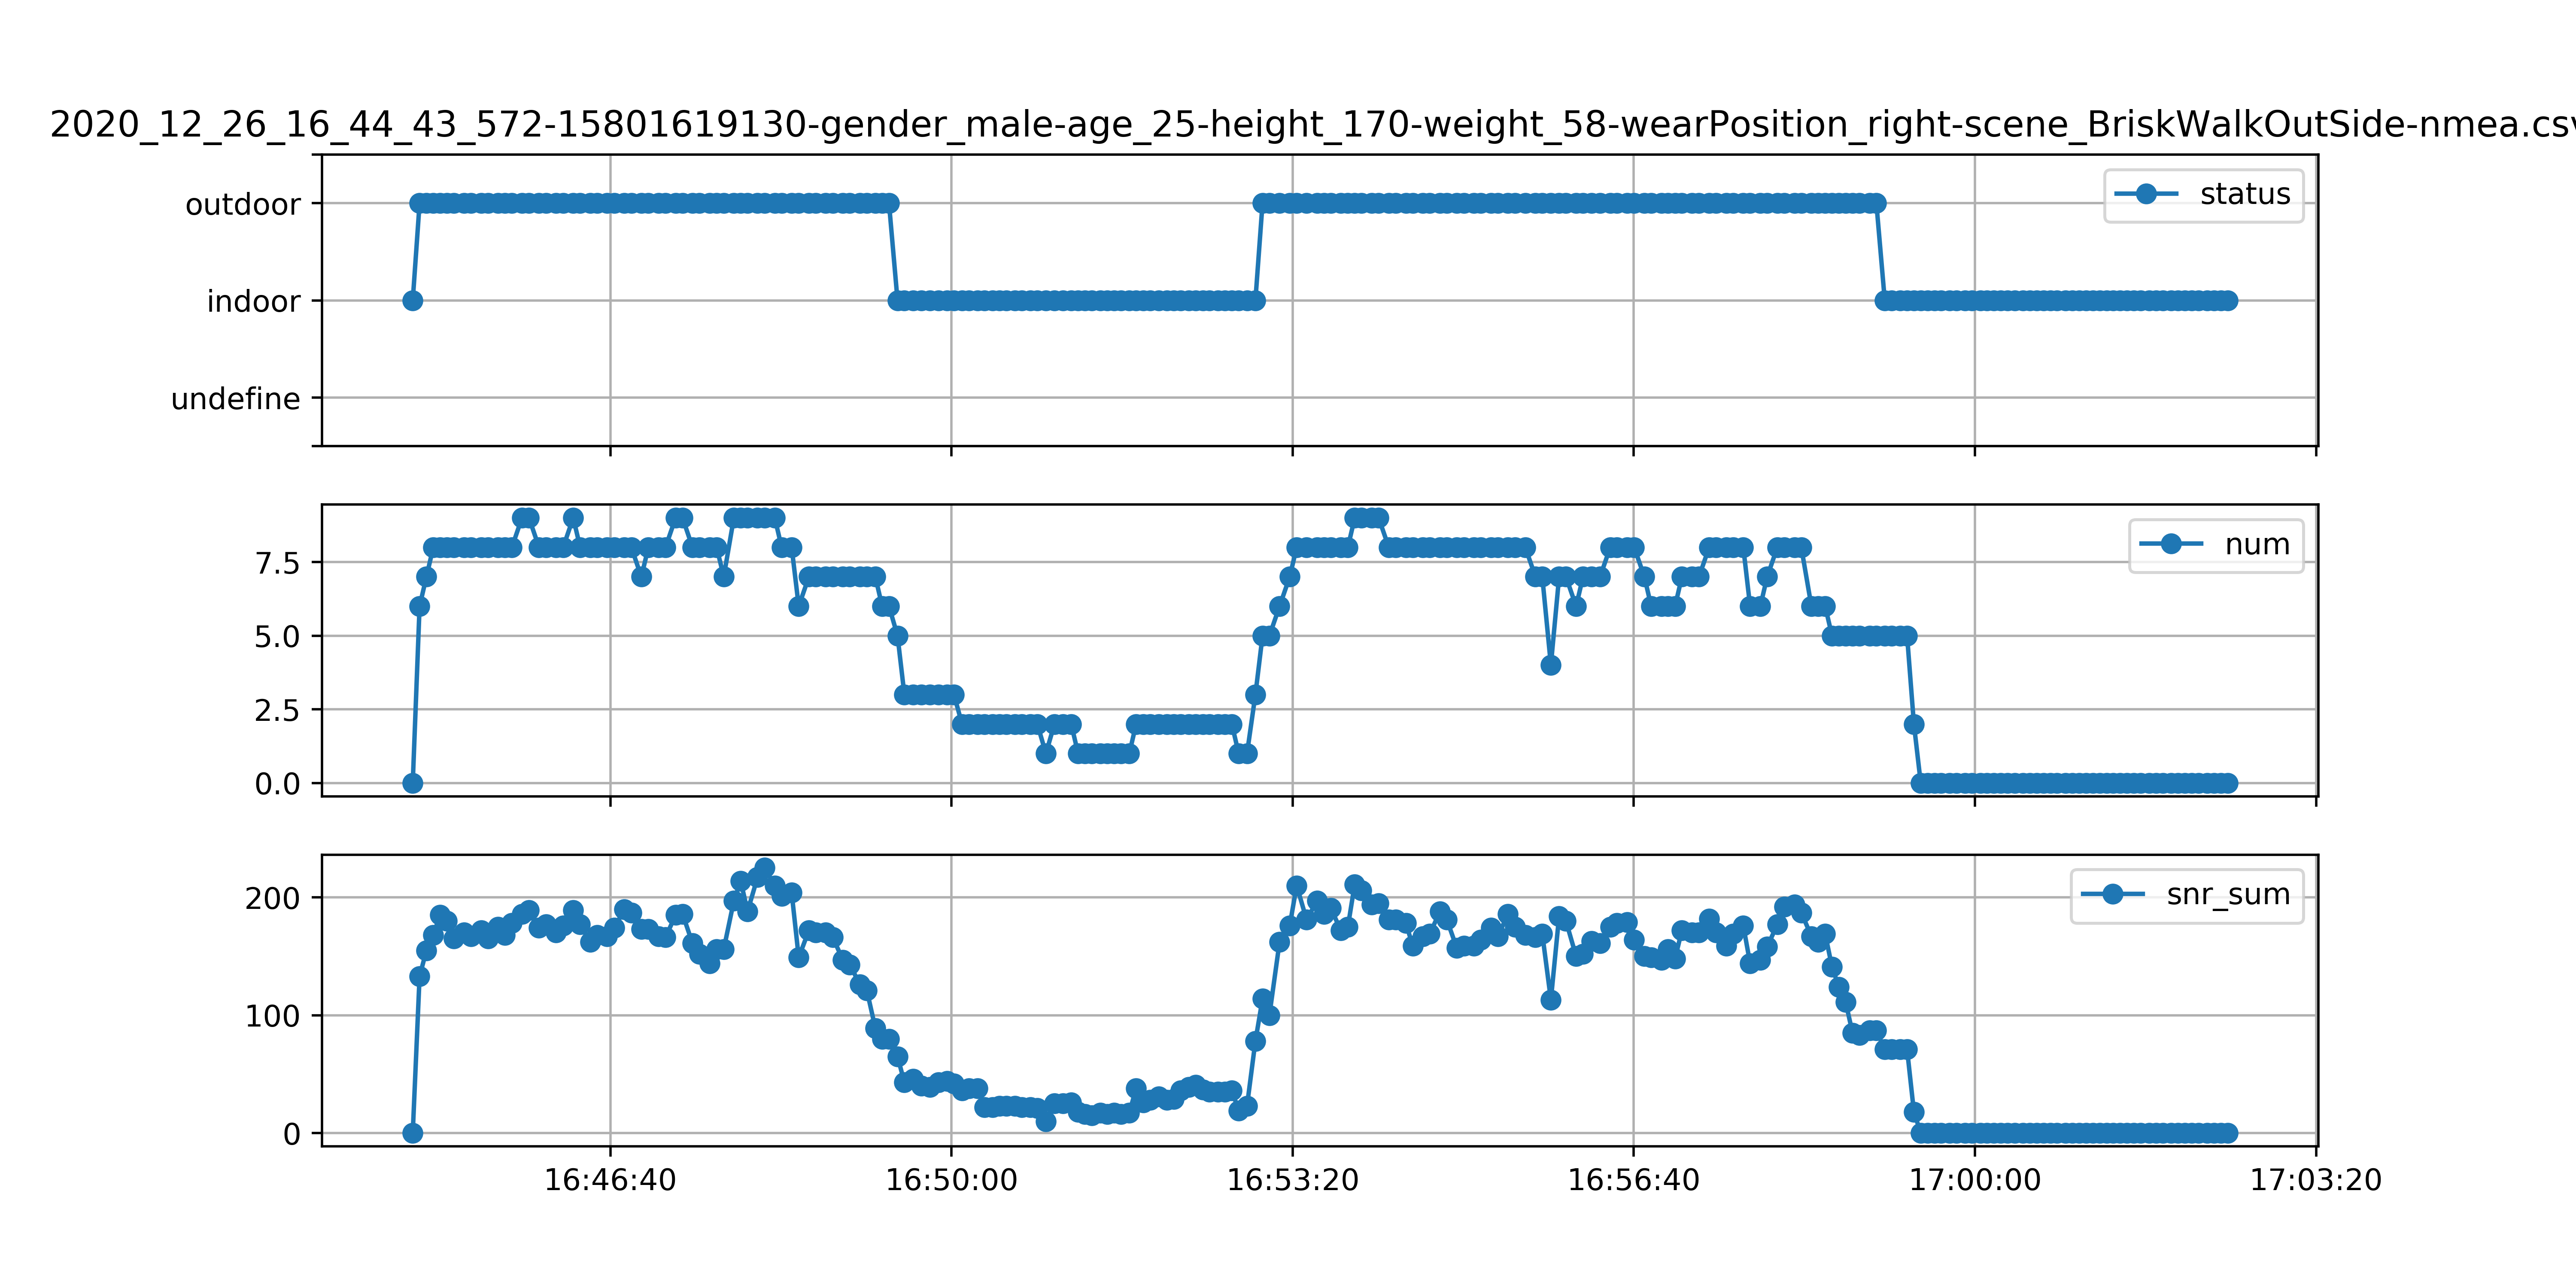 2020_12_26_16_44_43_572-15801619130-gender_male-age_25-height_170-weight_58-wearPosition_right-scene_BriskWalkOutSide-nmea.csv
outdoor
indoor
undefine
status
7.5
5.0
2.5
0.0
num
200
100
0
snr_sum
16:46:40 16:50:00 16:53:20 16:56:40 17:00:00 17:03:20